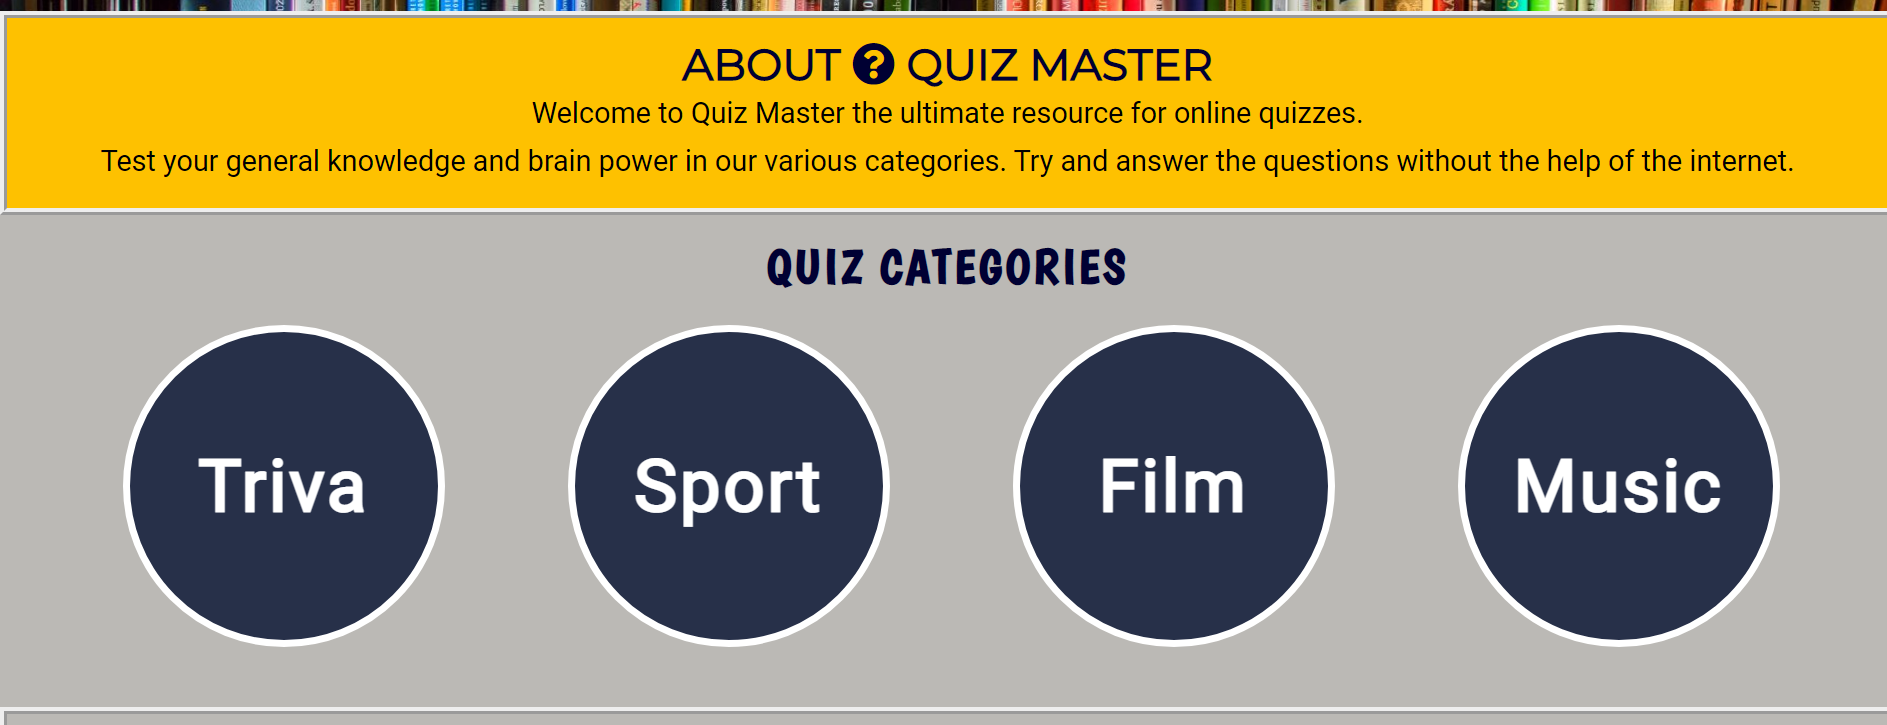 ABOUT ? QUIZ MASTER
Welcome to Quiz Master the ultimate resource for online quizzes.
Test your general knowledge and brain power in our various categories. Try and answer the questions without the help of the internet.
QUIZ CATEGORIES
Triva
Sport
Film
Music